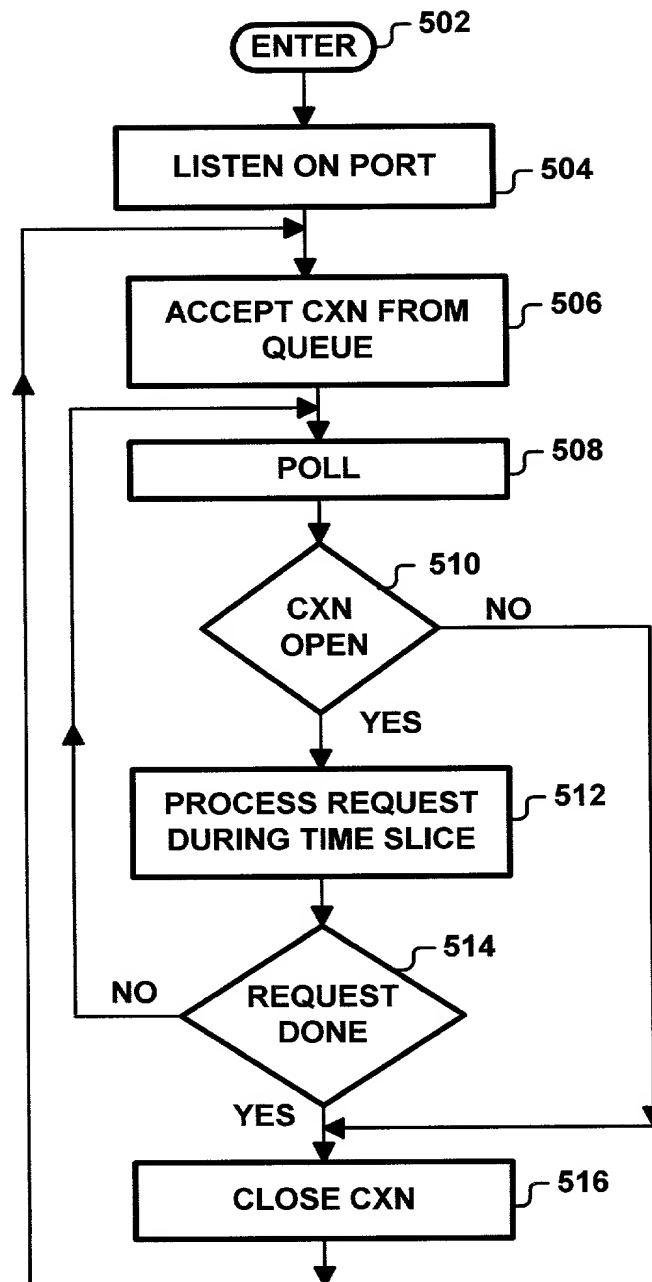 ENTER
502
LISTEN ON PORT
504
ACCEPT CXN FROM
QUEUE
506
POLL
508
510
CXN
OPEN
NO
YES
PROCESS REQUEST
DURING TIME SLICE
512
514
NO
REQUEST
DONE
YES
CLOSE CXN
516